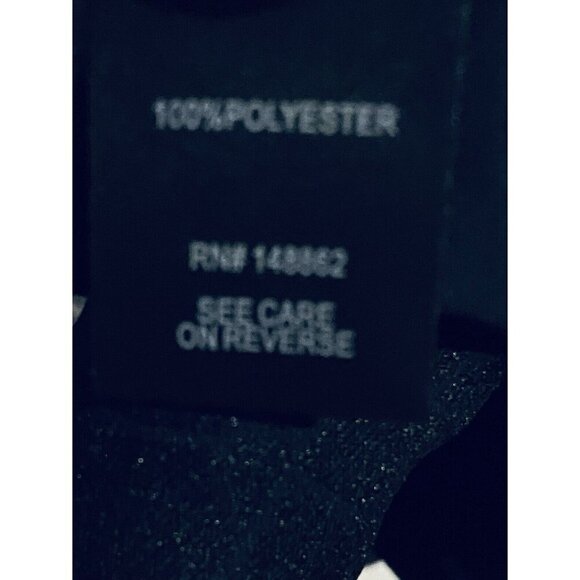 100%POLYESTER
RN# 148862
SEE CARE
ON REVERSE